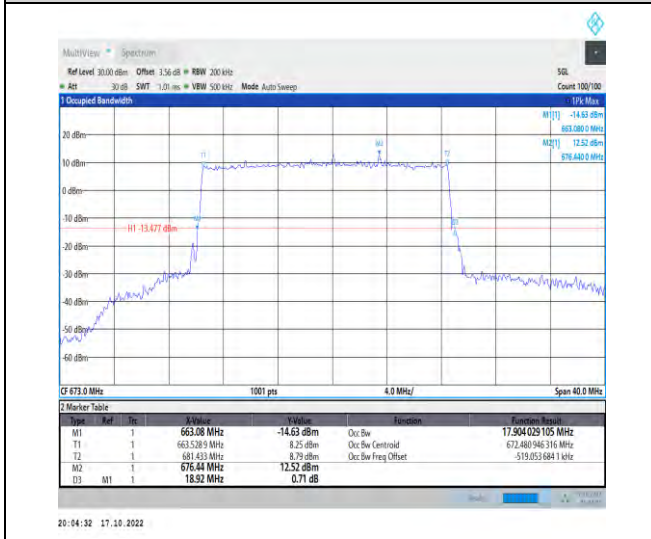 MultiView Spectrum
Ref Level 30.00 dBm Offset 3.56 dB RBW 200 kHz SGL
Att 30 dB SWT 1.01 ms VBW 500 kHz Mode Auto Sweep Count 100/100
1 Occupied Bandwidth 1Pk Max
M1[1] -14.63 dBm
663.080 0 MHz
M2[1] 12.52 dBm
676.440 0 MHz
20 dBm
M2
T1 T2
10 dBm
0 dBm
-10 dBm
H1 -13.477 dBm
-20 dBm
-30 dBm
-40 dBm
-50 dBm
-60 dBm
CF 673.0 MHz 1001 pts 4.0 MHz/ Span 40.0 MHz
2 Marker Table
Type Ref Trc X-Value Y-Value Function Function Result
M1 1 663.08 MHz -14.63 dBm Occ Bw 17.904 029 105 MHz
T1 1 663.528 9 MHz 8.25 dBm Occ Bw Centroid 672.480 946 316 MHz
T2 1 681.433 MHz 8.79 dBm Occ Bw Freq Offset -519.053 684 1 kHz
M2 1 676.44 MHz 12.52 dBm
D3 M1 1 18.92 MHz 0.71 dB
20:04:32 17.10.2022